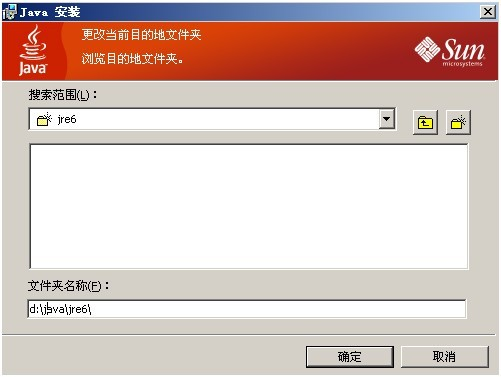 Java 安装
更改当前目的地文件夹
浏览目的地文件夹。
Java
Sun
microsystems
搜索范围(L)：
jre6
文件夹名称(F)：
d:\java\jre6\
确定
取消